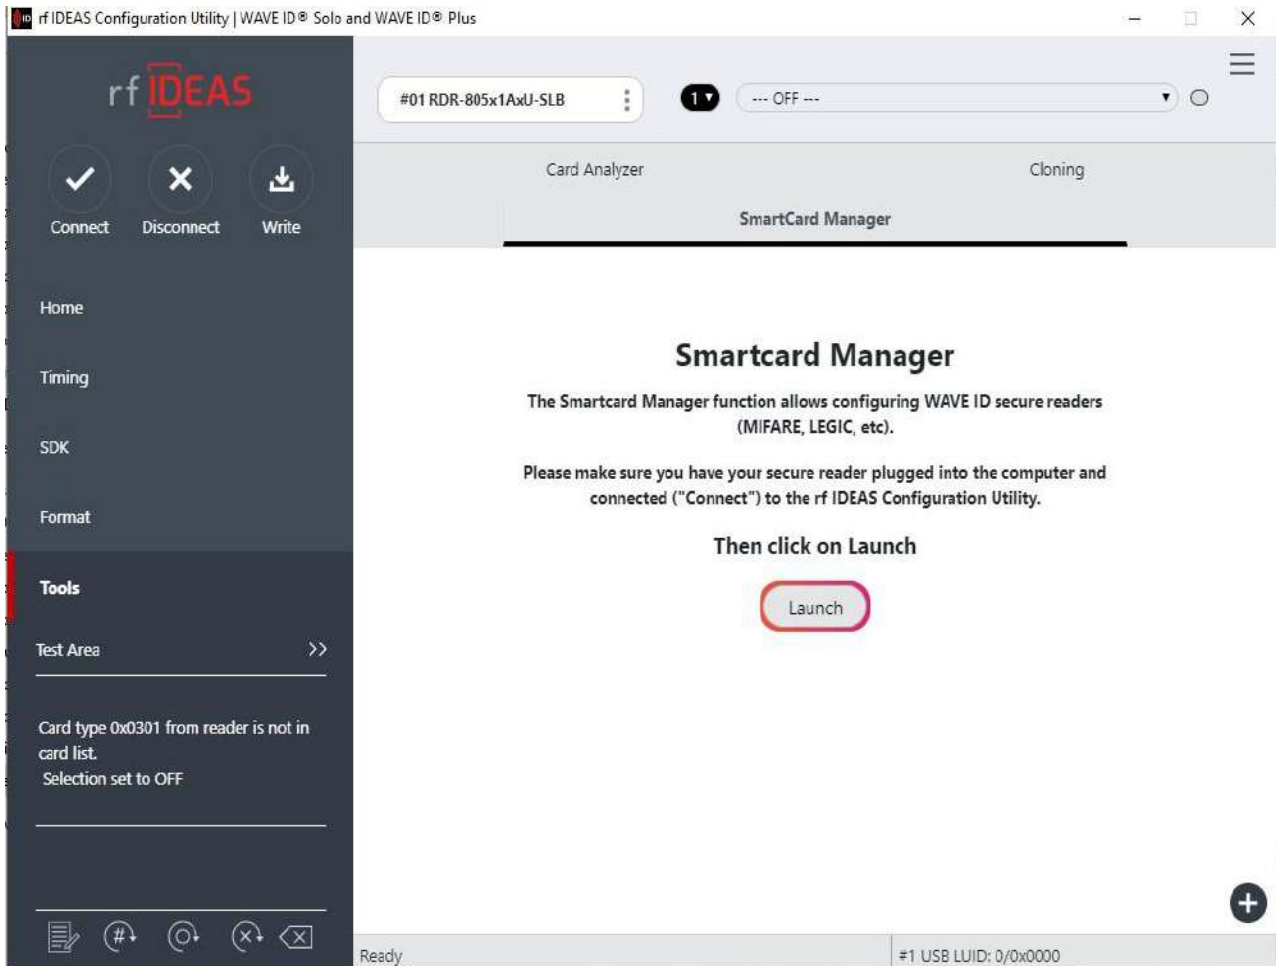 rf IDEAS Configuration Utility | WAVE ID® Solo and WAVE ID® Plus
rf IDEAS
Connect
Disconnect
Write
Home
Timing
SDK
Format
Tools
Test Area >>
Card type 0x0301 from reader is not in
card list.
Selection set to OFF
#01 RDR-805x1AxU-SLB
1
--- OFF ---
Card Analyzer
Cloning
SmartCard Manager
Smartcard Manager
The Smartcard Manager function allows configuring WAVE ID secure readers
(MIFARE, LEGIC, etc).
Please make sure you have your secure reader plugged into the computer and
connected ("Connect") to the rf IDEAS Configuration Utility.
Then click on Launch
Launch
Ready
#1 USB LUID: 0/0x0000